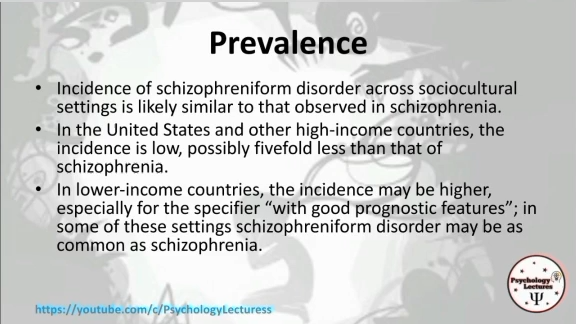 Prevalence
• Incidence of schizophreniform disorder across sociocultural
settings is likely similar to that observed in schizophrenia.
• In the United States and other high-income countries, the
incidence is low, possibly fivefold less than that of
schizophrenia.
• In lower-income countries, the incidence may be higher,
especially for the specifier “with good prognostic features”; in
some of these settings schizophreniform disorder may be as
common as schizophrenia.
Psychology
Lectures
Ψ
https://youtube.com/c/PsychologyLecturess